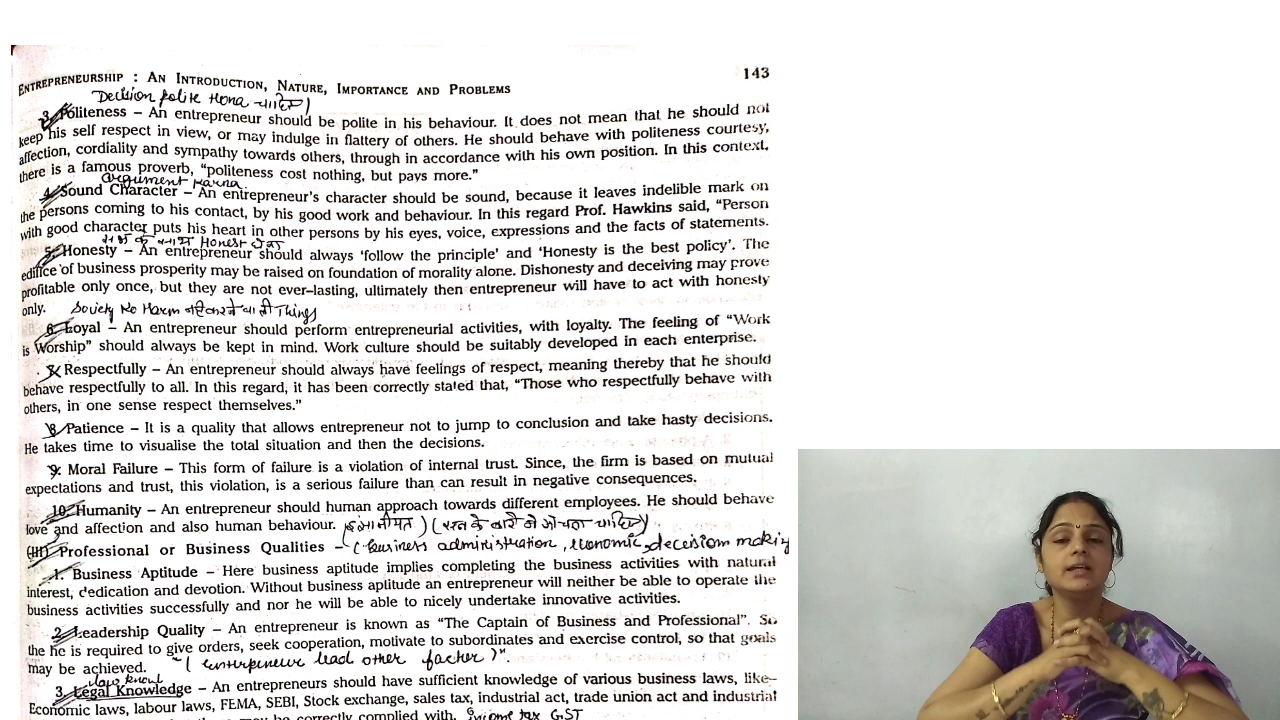 ENTREPRENEURSHIP : AN INTRODUCTION, NATURE, IMPORTANCE AND PROBLEMS 143
Decision polite Hona चाहिए।
3. Politeness – An entrepreneur should be polite in his behaviour. It does not mean that he should not
keep his self respect in view, or may indulge in flattery of others. He should behave with politeness courtesy,
affection, cordiality and sympathy towards others, through in accordance with his own position. In this context,
there is a famous proverb, “politeness cost nothing, but pays more.”
argument karna
4. Sound Character – An entrepreneur's character should be sound, because it leaves indelible mark on
the persons coming to his contact, by his good work and behaviour. In this regard Prof. Hawkins said, “Person
with good character puts his heart in other persons by his eyes, voice, expressions and the facts of statements.
के साथ Honest
5. Honesty – An entrepreneur should always ‘follow the principle’ and ‘Honesty is the best policy’. The
edifice of business prosperity may be raised on foundation of morality alone. Dishonesty and deceiving may prove
profitable only once, but they are not ever–lasting, ultimately then entrepreneur will have to act with honesty
only. Society ko Harm Things
6. Loyal – An entrepreneur should perform entrepreneurial activities, with loyalty. The feeling of “Work
is Worship” should always be kept in mind. Work culture should be suitably developed in each enterprise.
Respectfully – An entrepreneur should always have feelings of respect, meaning thereby that he should
behave respectfully to all. In this regard, it has been correctly stated that, “Those who respectfully behave with
others, in one sense respect themselves.”
8. Patience – It is a quality that allows entrepreneur not to jump to conclusion and take hasty decisions.
He takes time to visualise the total situation and then the decisions.
9. Moral Failure – This form of failure is a violation of internal trust. Since, the firm is based on mutual
expectations and trust, this violation, is a serious failure than can result in negative consequences.
10. Humanity – An entrepreneur should human approach towards different employees. He should behave
love and affection and also human behaviour. (इंसानीयत) (सब के बारे में सोचना चाहिए)
(III) Professional or Business Qualities – (business administration, economic, decision making
1. Business Aptitude – Here business aptitude implies completing the business activities with natural
interest, dedication and devotion. Without business aptitude an entrepreneur will neither be able to operate the
business activities successfully and nor he will be able to nicely undertake innovative activities.
2. Leadership Quality – An entrepreneur is known as “The Captain of Business and Professional”. So
the he is required to give orders, seek cooperation, motivate to subordinates and exercise control, so that goals
may be achieved. “(enterpreneur lead other factor)”.
law know
3. Legal Knowledge – An entrepreneurs should have sufficient knowledge of various business laws, like–
Economic laws, labour laws, FEMA, SEBI, Stock exchange, sales tax, industrial act, trade union act and industrial
be correctly complied with. income tax GST